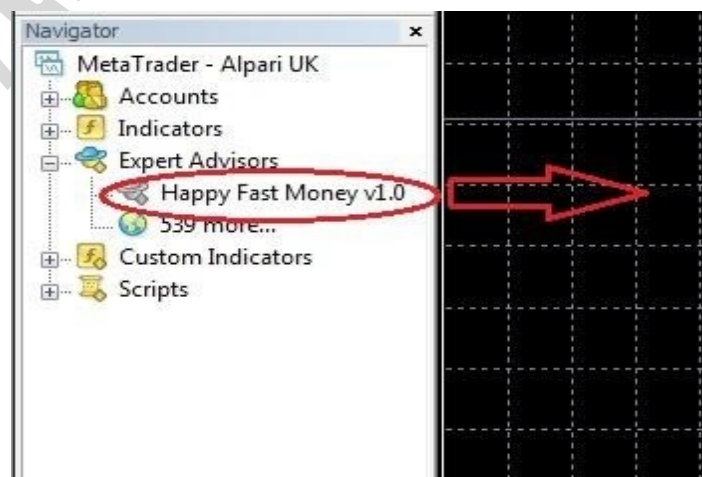 Navigator
MetaTrader - Alpari UK
Accounts
Indicators
Expert Advisors
Happy Fast Money v1.0
539 more...
Custom Indicators
Scripts